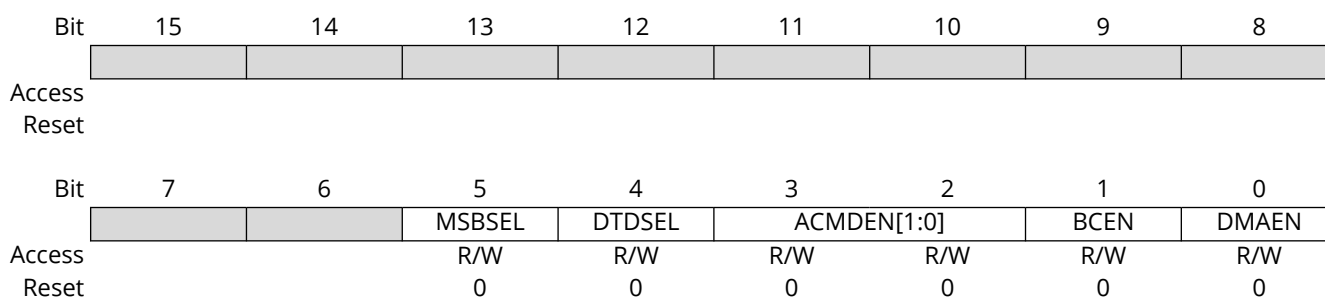 Bit 15 14 13 12 11 10 9 8
Access
Reset
Bit 7 6 5 4 3 2 1 0
MSBSEL DTDSEL ACMDEN[1:0] BCEN DMAEN
Access R/W R/W R/W R/W R/W R/W
Reset 0 0 0 0 0 0